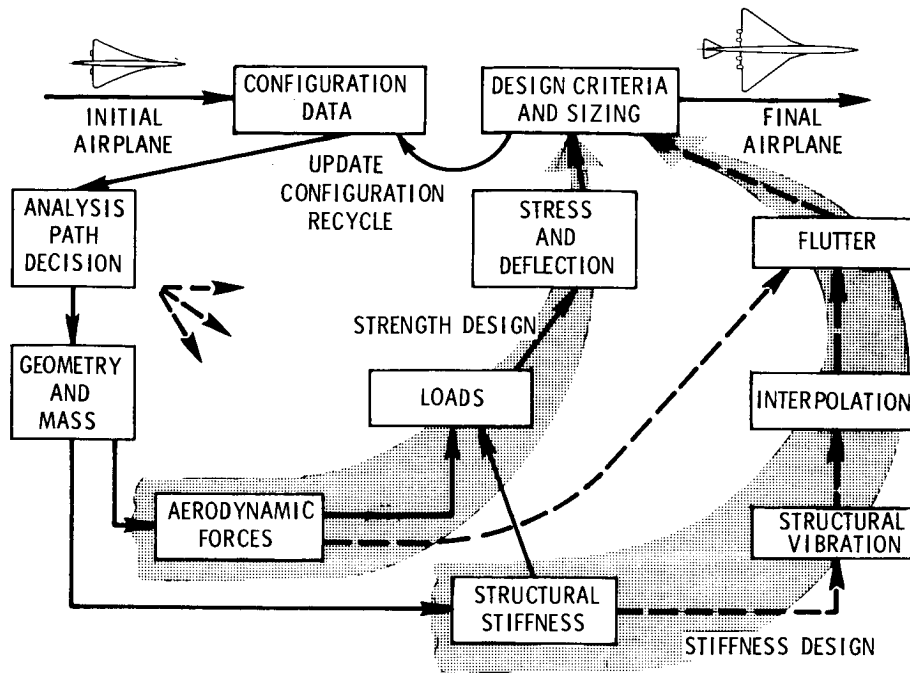 INITIAL
AIRPLANE
CONFIGURATION
DATA
DESIGN CRITERIA
AND SIZING
FINAL
AIRPLANE
UPDATE
CONFIGURATION
RECYCLE
ANALYSIS
PATH
DECISION
STRESS
AND
DEFLECTION
FLUTTER
STRENGTH DESIGN
GEOMETRY
AND
MASS
LOADS
INTERPOLATION
AERODYNAMIC
FORCES
STRUCTURAL
VIBRATION
STRUCTURAL
STIFFNESS
STIFFNESS DESIGN